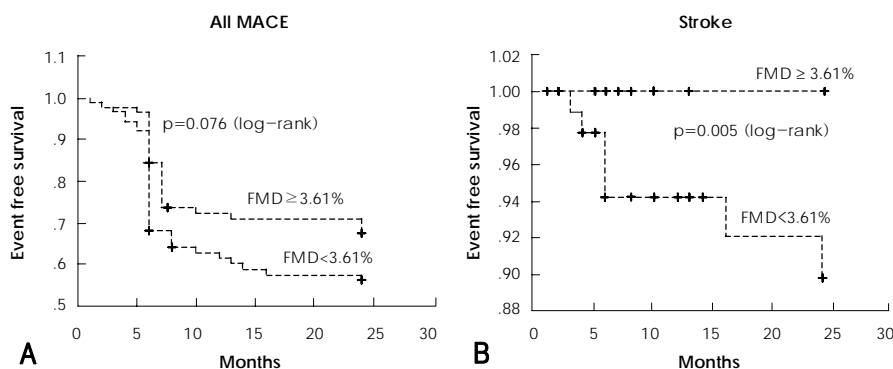 All MACE
1.1
1.0
.9
.8
.7
.6
.5
Event free survival
p=0.076 (log-rank)
FMD≥3.61%
FMD<3.61%
0 5 10 15 20 25 30
Months
A
Stroke
1.02
1.00
.98
.96
.94
.92
.90
.88
Event free survival
FMD ≥ 3.61%
p=0.005 (log-rank)
FMD<3.61%
0 5 10 15 20 25 30
Months
B